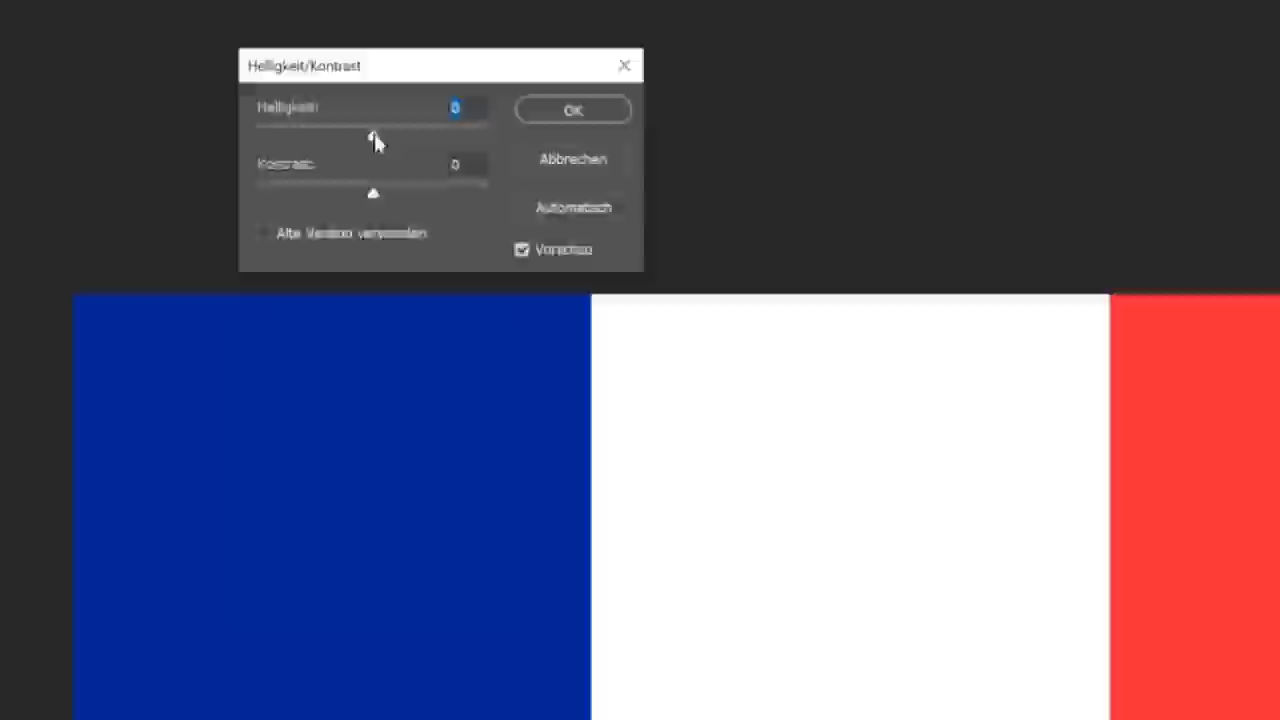 Helligkeit/Kontrast
Helligkeit: 0
OK
Kontrast: 0
Abbrechen
Automatisch
Alte Version verwenden
Vorschau